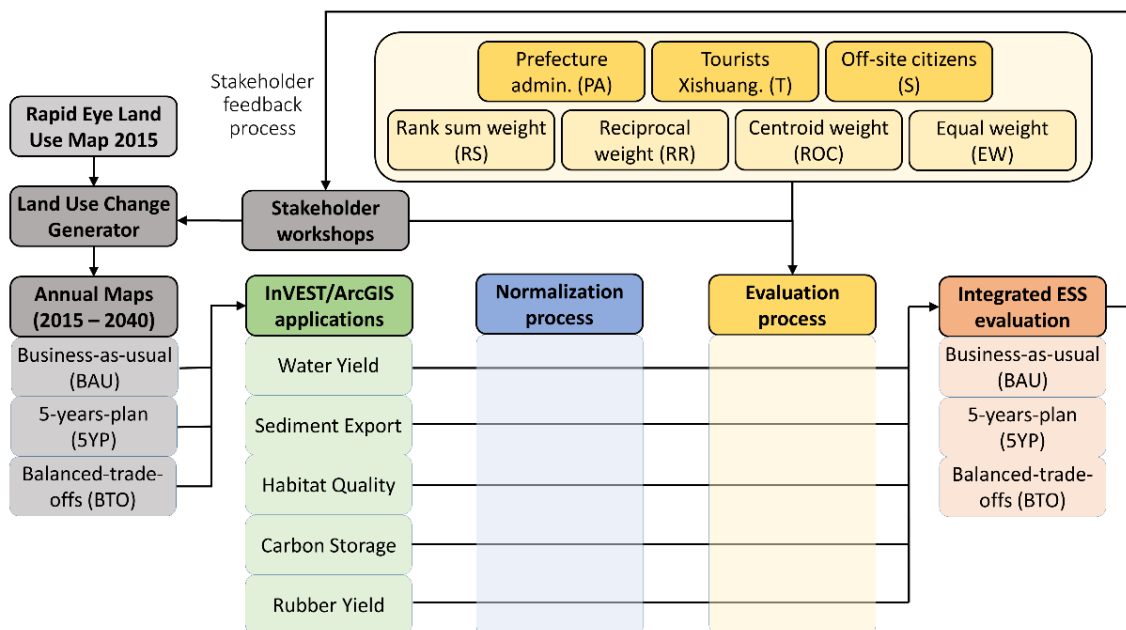 Stakeholder
feedback
process
Prefecture
admin. (PA)
Tourists
Xishuang. (T)
Off-site citizens
(S)
Rank sum weight
(RS)
Reciprocal
weight (RR)
Centroid weight
(ROC)
Equal weight
(EW)
Rapid Eye Land
Use Map 2015
Land Use Change
Generator
Stakeholder
workshops
Annual Maps
(2015 – 2040)
Business-as-usual
(BAU)
5-years-plan
(5YP)
Balanced-trade-
offs (BTO)
InVEST/ArcGIS
applications
Water Yield
Sediment Export
Habitat Quality
Carbon Storage
Rubber Yield
Normalization
process
Evaluation
process
Integrated ESS
evaluation
Business-as-usual
(BAU)
5-years-plan
(5YP)
Balanced-trade-
offs (BTO)